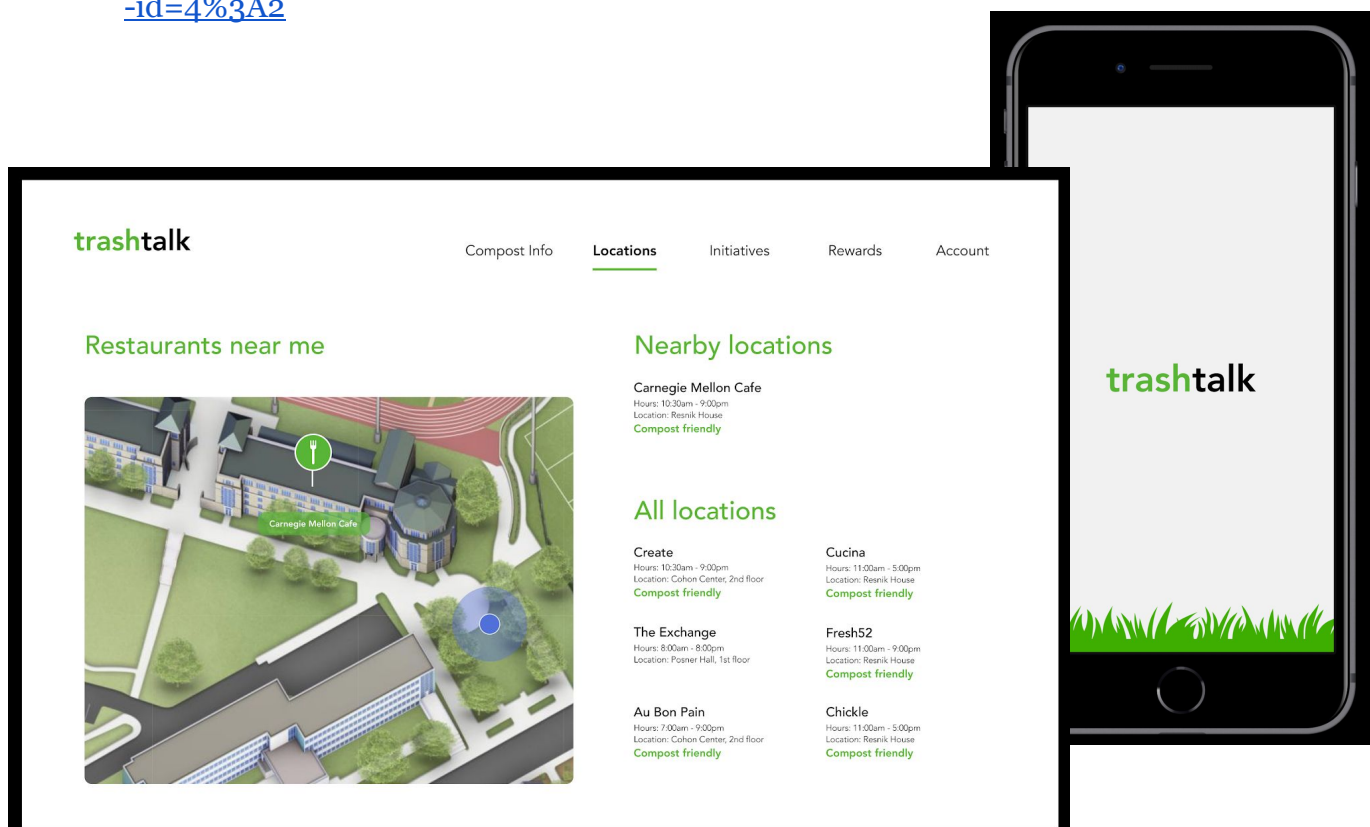 -id=4%3A2
trashtalk
Compost Info Locations Initiatives Rewards Account
Restaurants near me
Carnegie Mellon Cafe
Nearby locations
Carnegie Mellon Cafe
Hours: 10:30am - 9:00pm
Location: Resnik House
Compost friendly
All locations
Create
Hours: 10:30am - 9:00pm
Location: Cohon Center, 2nd floor
Compost friendly
Cucina
Hours: 11:00am - 5:00pm
Location: Resnik House
Compost friendly
The Exchange
Hours: 8:00am - 8:00pm
Location: Posner Hall, 1st floor
Fresh52
Hours: 11:00am - 9:00pm
Location: Resnik House
Compost friendly
Au Bon Pain
Hours: 7:00am - 9:00pm
Location: Cohon Center, 2nd floor
Compost friendly
Chickle
Hours: 11:00am - 5:00pm
Location: Resnik House
Compost friendly
trashtalk